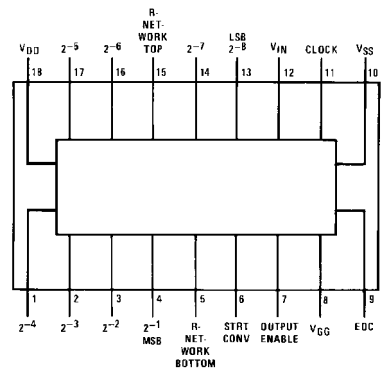 R-
NET-
WORK
TOP
LSB
V_DD 2^-5 2^-6 2^-7 2^-8 V_IN CLOCK V_SS
18 17 16 15 14 13 12 11 10
1 2 3 4 5 6 7 8 9
2^-4 2^-3 2^-2 2^-1 R- STRT OUTPUT V_GG EOC
MSB NET- CONV ENABLE
WORK
BOTTOM